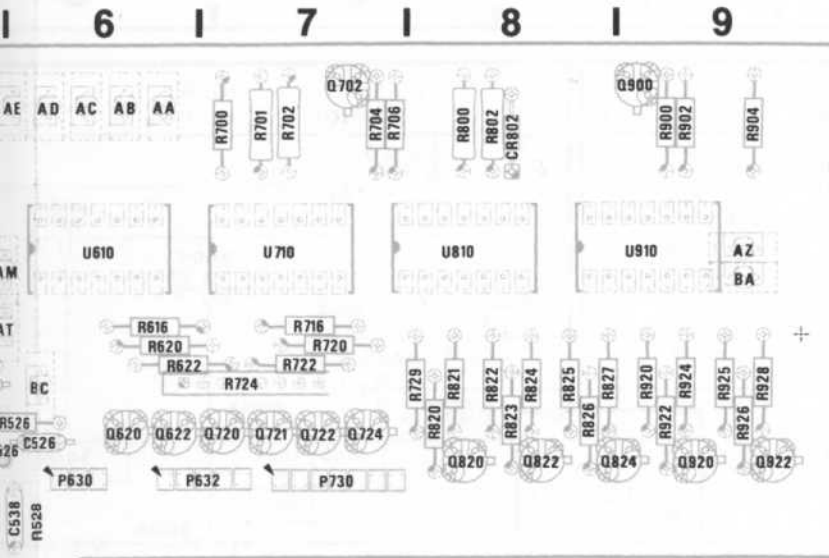 6 7 8 9
Q702 Q900
AE AD AC AB AA R700 R701 R702 R704 R706 R800 R802 CR802 R900 R902 R904
U610 U710 U810 U910 AZ
AM BA
AT R616 R716
R620 R720
R622 R722
BC R724 R729 R821 R822 R824 R825 R827 R920 R924 R925 R928
R526 R820 R823 R826 R922 R926
C526 Q620 Q622 Q720 Q721 Q722 Q724
Q820 Q822 Q824 Q920 Q922
P630 P632 P730
C538 R528